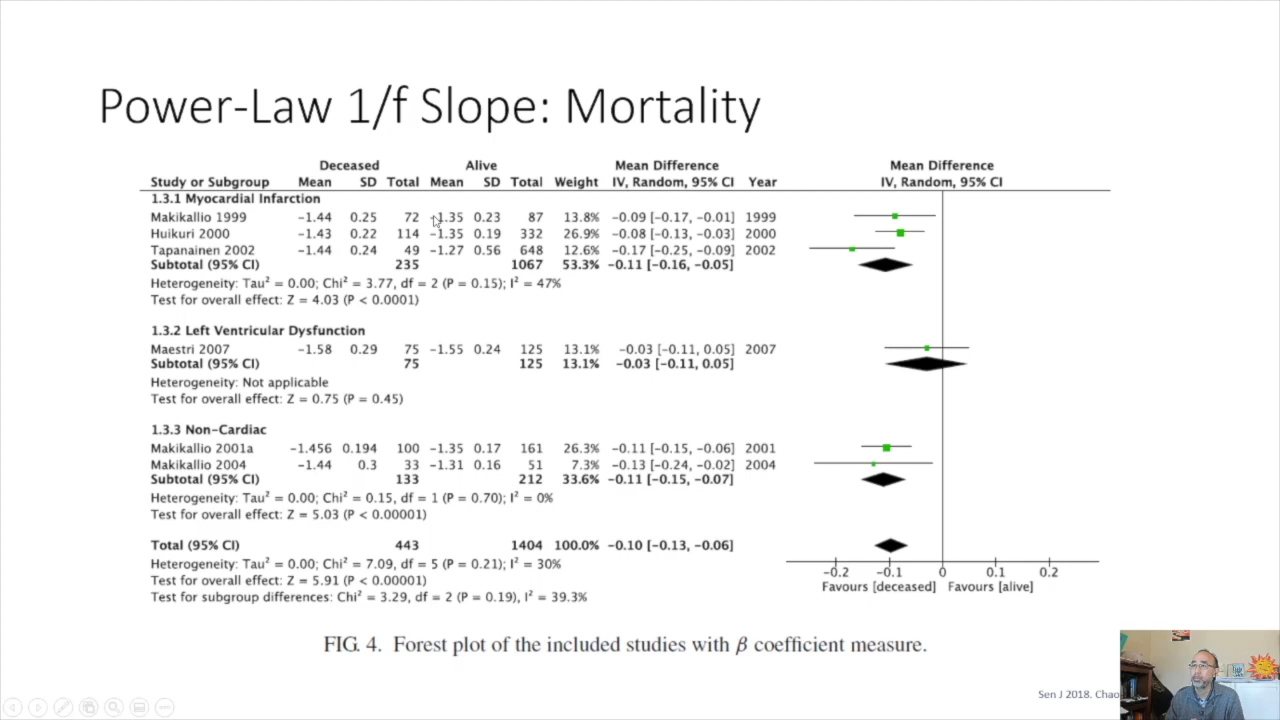 Power-Law 1/f Slope: Mortality
Deceased Alive Mean Difference Mean Difference
Study or Subgroup Mean SD Total Mean SD Total Weight IV, Random, 95% CI Year IV, Random, 95% CI
1.3.1 Myocardial Infarction
Makikallio 1999 −1.44 0.25 72 −1.35 0.23 87 13.8% −0.09 [−0.17, −0.01] 1999
Huikuri 2000 −1.43 0.22 114 −1.35 0.19 332 26.9% −0.08 [−0.13, −0.03] 2000
Tapanainen 2002 −1.44 0.24 49 −1.27 0.56 648 12.6% −0.17 [−0.25, −0.09] 2002
Subtotal (95% CI) 235 1067 53.3% −0.11 [−0.16, −0.05]
Heterogeneity: Tau² = 0.00; Chi² = 3.77, df = 2 (P = 0.15); I² = 47%
Test for overall effect: Z = 4.03 (P < 0.0001)
1.3.2 Left Ventricular Dysfunction
Maestri 2007 −1.58 0.29 75 −1.55 0.24 125 13.1% −0.03 [−0.11, 0.05] 2007
Subtotal (95% CI) 75 125 13.1% −0.03 [−0.11, 0.05]
Heterogeneity: Not applicable
Test for overall effect: Z = 0.75 (P = 0.45)
1.3.3 Non-Cardiac
Makikallio 2001a −1.456 0.194 100 −1.35 0.17 161 26.3% −0.11 [−0.15, −0.06] 2001
Makikallio 2004 −1.44 0.3 33 −1.31 0.16 51 7.3% −0.13 [−0.24, −0.02] 2004
Subtotal (95% CI) 133 212 33.6% −0.11 [−0.15, −0.07]
Heterogeneity: Tau² = 0.00; Chi² = 0.15, df = 1 (P = 0.70); I² = 0%
Test for overall effect: Z = 5.03 (P < 0.00001)
Total (95% CI) 443 1404 100.0% −0.10 [−0.13, −0.06]
Heterogeneity: Tau² = 0.00; Chi² = 7.09, df = 5 (P = 0.21); I² = 30%
Test for overall effect: Z = 5.91 (P < 0.00001)
Test for subgroup differences: Chi² = 3.29, df = 2 (P = 0.19), I² = 39.3%
−0.2 −0.1 0 0.1 0.2
Favours [deceased] Favours [alive]
FIG. 4. Forest plot of the included studies with β coefficient measure.
Sen J 2018. Chao